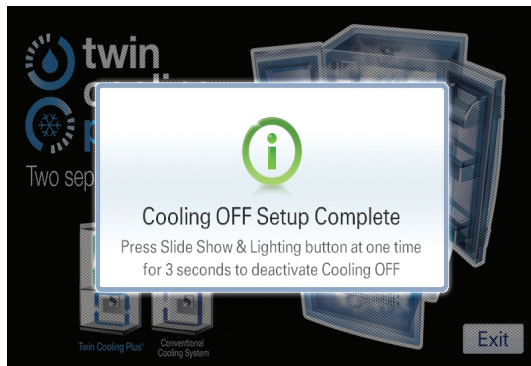 twin
Two sep
Cooling OFF Setup Complete
Press Slide Show & Lighting button at one time
for 3 seconds to deactivate Cooling OFF
Twin Cooling Plus*
Conventional
Cooling System
Exit